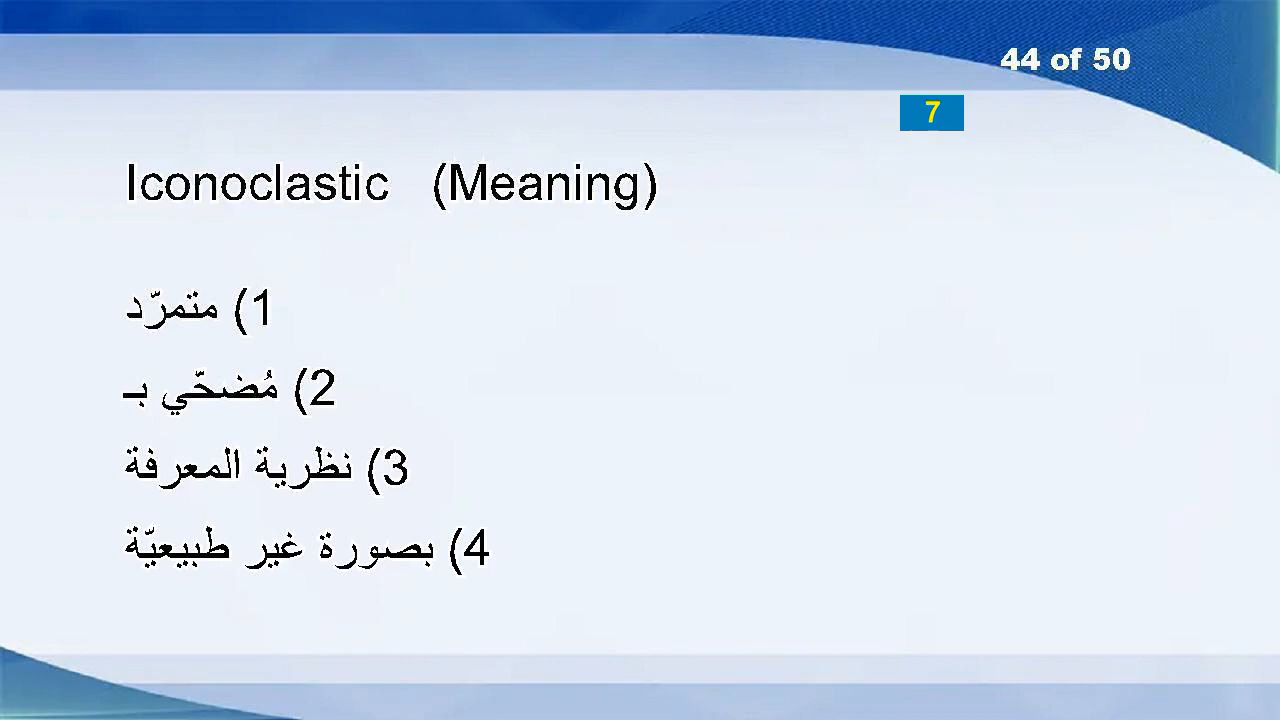 44 of 50
7
Iconoclastic (Meaning)
1) متمرّد
2) مُضحّي بـ
3) نظرية المعرفة
4) بصورة غير طبيعيّة